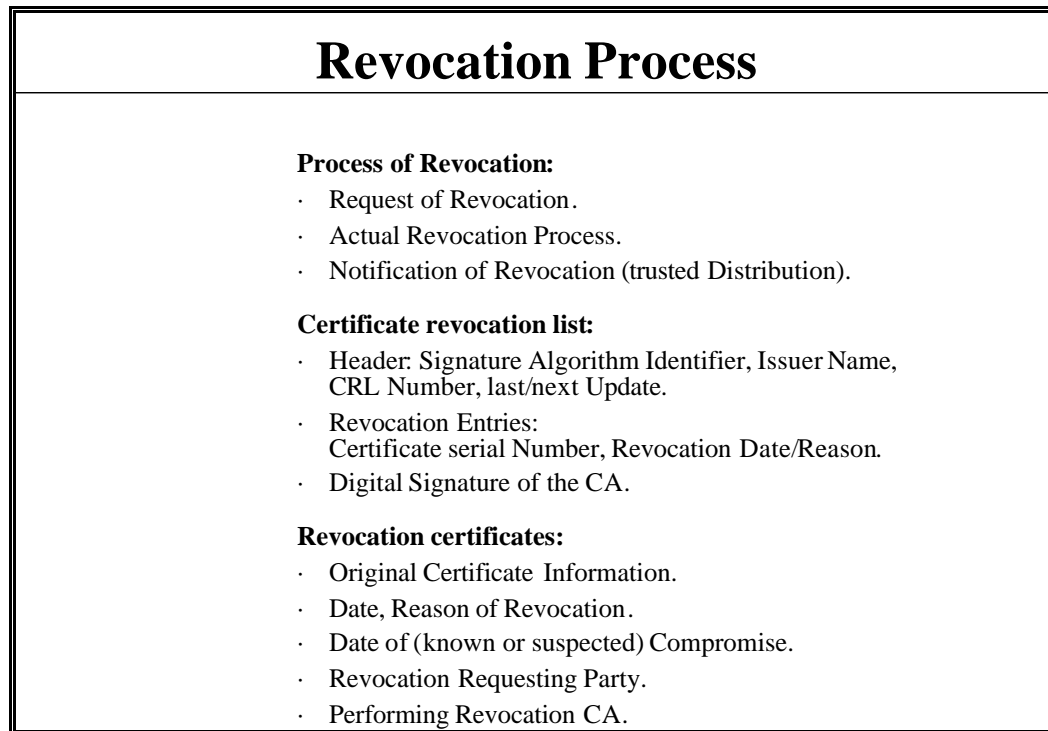 Revocation Process
Process of Revocation:
· Request of Revocation.
· Actual Revocation Process.
· Notification of Revocation (trusted Distribution).
Certificate revocation list:
· Header: Signature Algorithm Identifier, Issuer Name,
CRL Number, last/next Update.
· Revocation Entries:
Certificate serial Number, Revocation Date/Reason.
· Digital Signature of the CA.
Revocation certificates:
· Original Certificate Information.
· Date, Reason of Revocation.
· Date of (known or suspected) Compromise.
· Revocation Requesting Party.
· Performing Revocation CA.